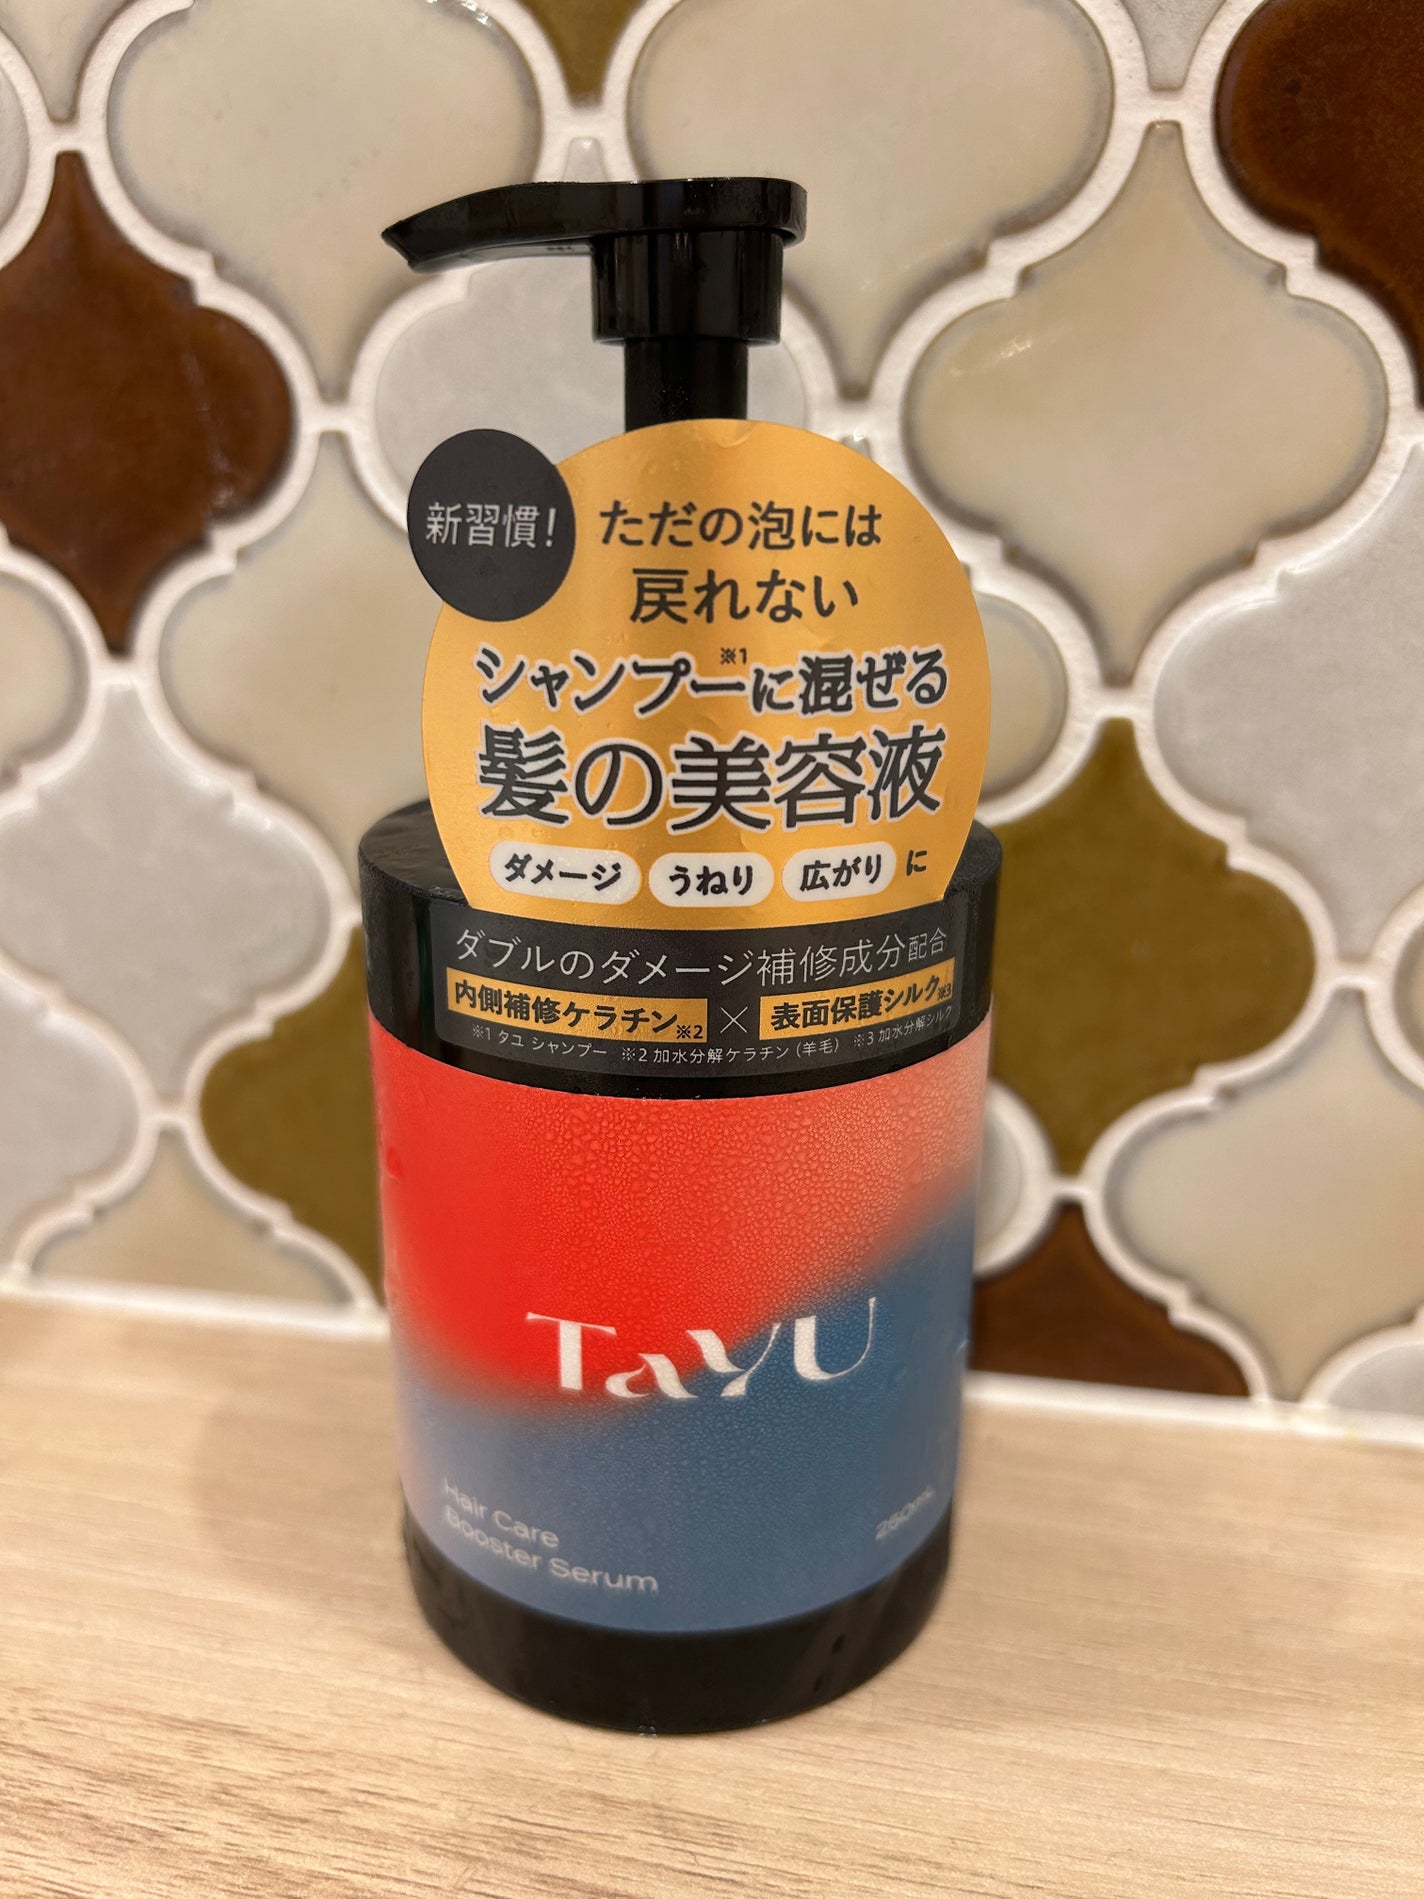 新習慣!
ただの泡には
戻れない
シャンプー※1に混ぜる
髪の美容液
ダメージ うねり 広がり に
ダブルのダメージ補修成分配合
内側補修ケラチン※2 × 表面保護シルク※3
※1 タユ シャンプー ※2 加水分解ケラチン(羊毛) ※3 加水分解シルク
TaYU
Hair Care
Booster Serum
250mL